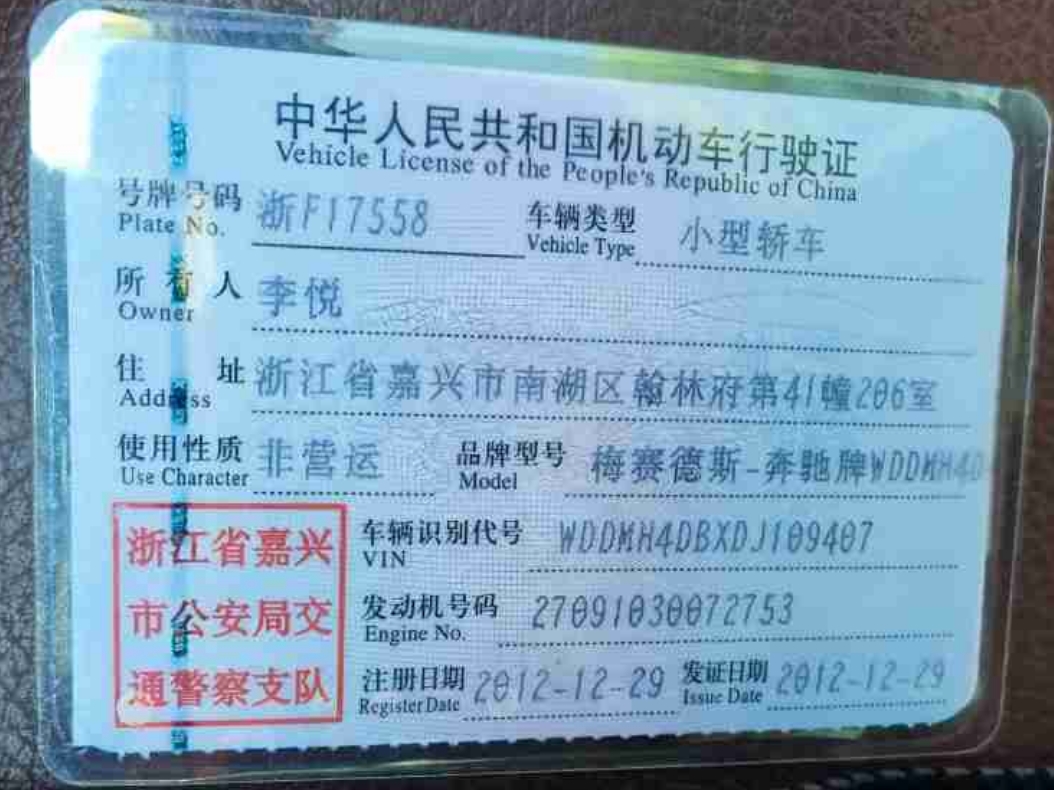 中华人民共和国机动车行驶证
Vehicle License of the People's Republic of China
号牌号码 浙F17558 车辆类型 小型轿车
Plate No. Vehicle Type
所有人 李悦
Owner
住址 浙江省嘉兴市南湖区翰林府第41幢206室
Address
使用性质 非营运 品牌型号 梅赛德斯-奔驰牌WDDMH4D
Use Character Model
浙江省嘉兴
市公安局交
通警察支队
车辆识别代号 WDDMH4DBXDJ109407
VIN
发动机号码 27091030072753
Engine No.
注册日期 2012-12-29 发证日期 2012-12-29
Register Date Issue Date